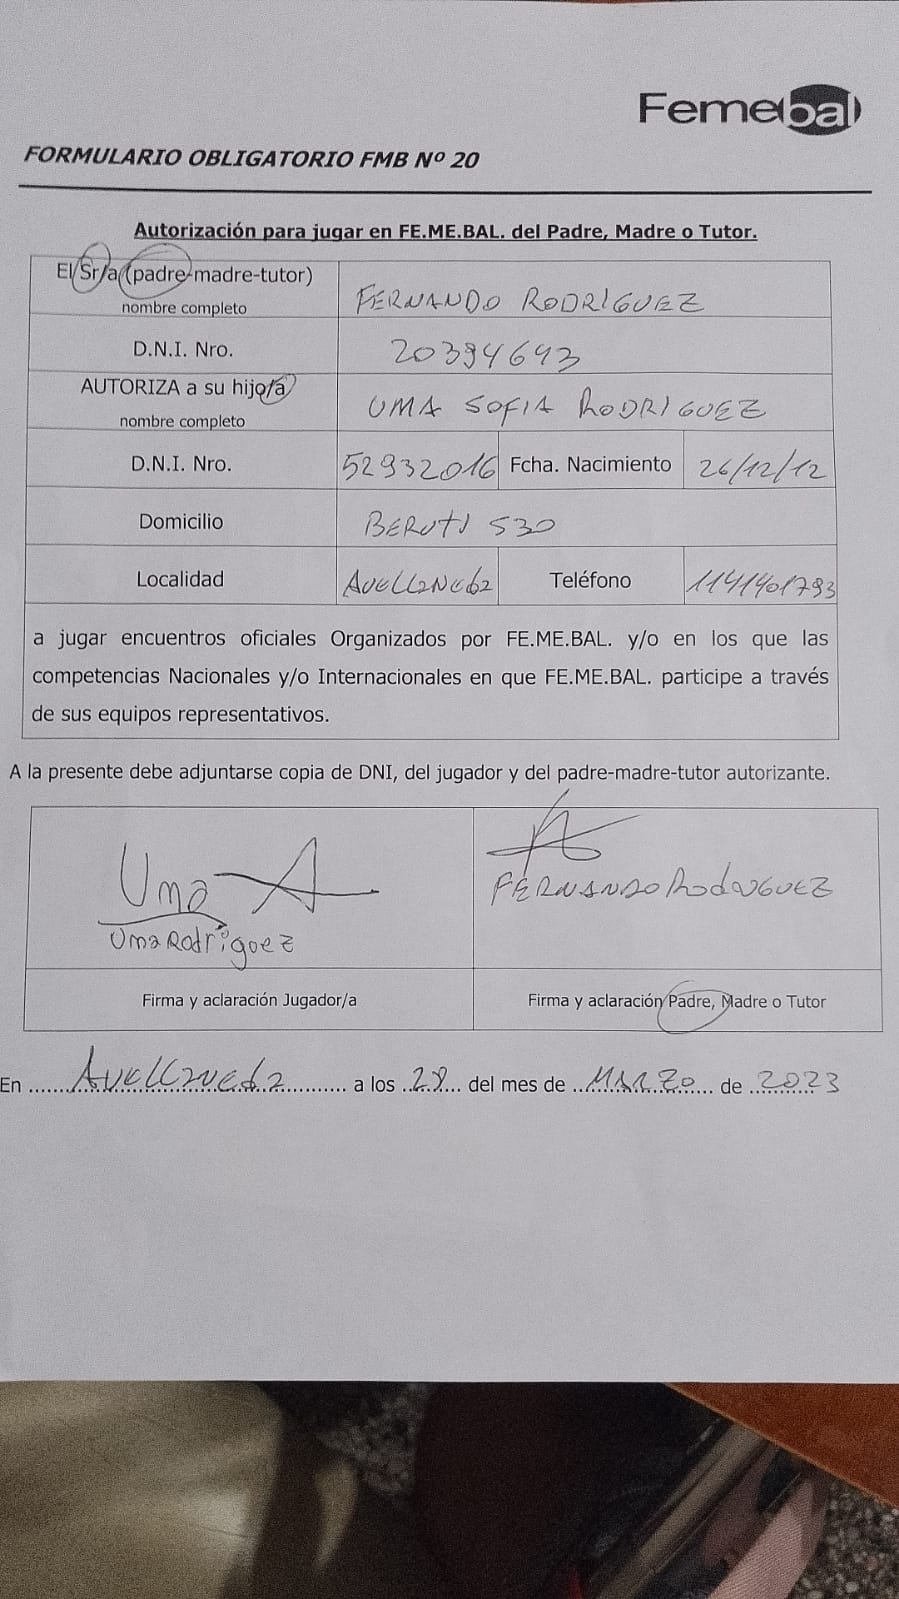 Femebal
FORMULARIO OBLIGATORIO FMB Nº 20
Autorización para jugar en FE.ME.BAL. del Padre, Madre o Tutor.
El Sr/a (padre-madre-tutor)
nombre completo
FERNANDO RODRIGUEZ
D.N.I. Nro.
20394643
AUTORIZA a su hijo/a
nombre completo
UMA SOFIA RODRIGUEZ
D.N.I. Nro.
52932016
Fcha. Nacimiento
26/12/12
Domicilio
BERUTI 530
Localidad
AVELLANEDA
Teléfono
1141401793
a jugar encuentros oficiales Organizados por FE.ME.BAL. y/o en los que las
competencias Nacionales y/o Internacionales en que FE.ME.BAL. participe a través
de sus equipos representativos.
A la presente debe adjuntarse copia de DNI, del jugador y del padre-madre-tutor autorizante.
Uma
Uma Rodriguez
FERNANDO RodRIGUEZ
Firma y aclaración Jugador/a
Firma y aclaración Padre, Madre o Tutor
En AVELLANEDA a los 28 del mes de MARZO de 2023